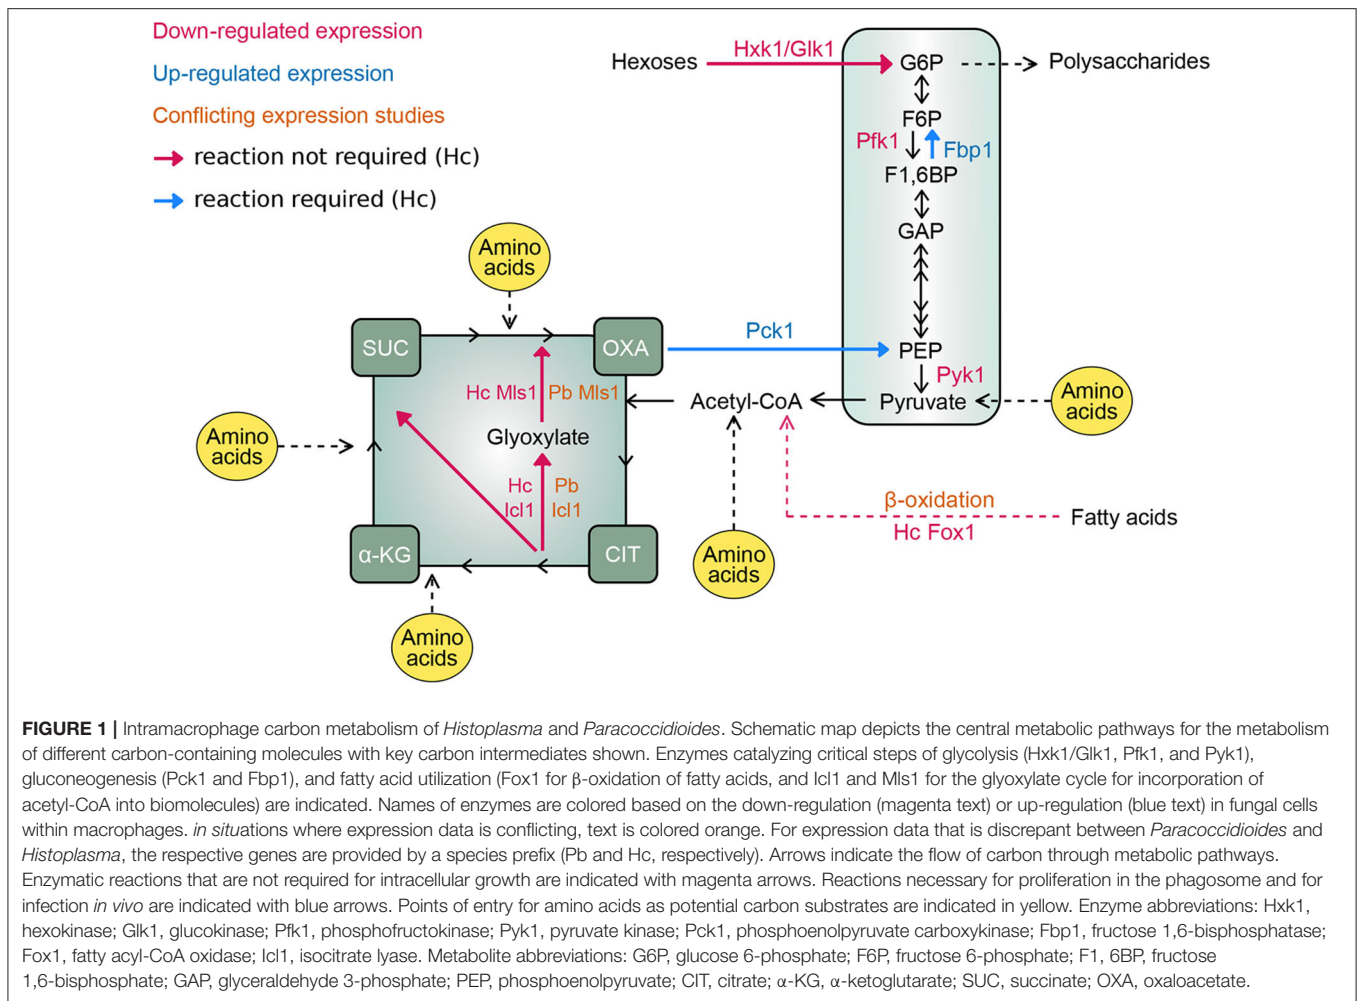 Down-regulated expression
Up-regulated expression
Conflicting expression studies
reaction not required (Hc)
reaction required (Hc)
Hexoses
Hxk1/Glk1
G6P
Polysaccharides
F6P
Pfk1
Fbp1
F1,6BP
GAP
Amino
acids
SUC
OXA
Pck1
PEP
Pyk1
Hc Mls1
Pb Mls1
Acetyl-CoA
Pyruvate
Amino
acids
Glyoxylate
Amino
acids
Hc
Icl1
Pb
Icl1
β-oxidation
Hc Fox1
Fatty acids
α-KG
CIT
Amino
acids
Amino
acids
FIGURE 1 | Intramacrophage carbon metabolism of Histoplasma and Paracoccidioides. Schematic map depicts the central metabolic pathways for the metabolism
of different carbon-containing molecules with key carbon intermediates shown. Enzymes catalyzing critical steps of glycolysis (Hxk1/Glk1, Pfk1, and Pyk1),
gluconeogenesis (Pck1 and Fbp1), and fatty acid utilization (Fox1 for β-oxidation of fatty acids, and Icl1 and Mls1 for the glyoxylate cycle for incorporation of
acetyl-CoA into biomolecules) are indicated. Names of enzymes are colored based on the down-regulation (magenta text) or up-regulation (blue text) in fungal cells
within macrophages. in situations where expression data is conflicting, text is colored orange. For expression data that is discrepant between Paracoccidioides and
Histoplasma, the respective genes are provided by a species prefix (Pb and Hc, respectively). Arrows indicate the flow of carbon through metabolic pathways.
Enzymatic reactions that are not required for intracellular growth are indicated with magenta arrows. Reactions necessary for proliferation in the phagosome and for
infection in vivo are indicated with blue arrows. Points of entry for amino acids as potential carbon substrates are indicated in yellow. Enzyme abbreviations: Hxk1,
hexokinase; Glk1, glucokinase; Pfk1, phosphofructokinase; Pyk1, pyruvate kinase; Pck1, phosphoenolpyruvate carboxykinase; Fbp1, fructose 1,6-bisphosphatase;
Fox1, fatty acyl-CoA oxidase; Icl1, isocitrate lyase. Metabolite abbreviations: G6P, glucose 6-phosphate; F6P, fructose 6-phosphate; F1, 6BP, fructose
1,6-bisphosphate; GAP, glyceraldehyde 3-phosphate; PEP, phosphoenolpyruvate; CIT, citrate; α-KG, α-ketoglutarate; SUC, succinate; OXA, oxaloacetate.